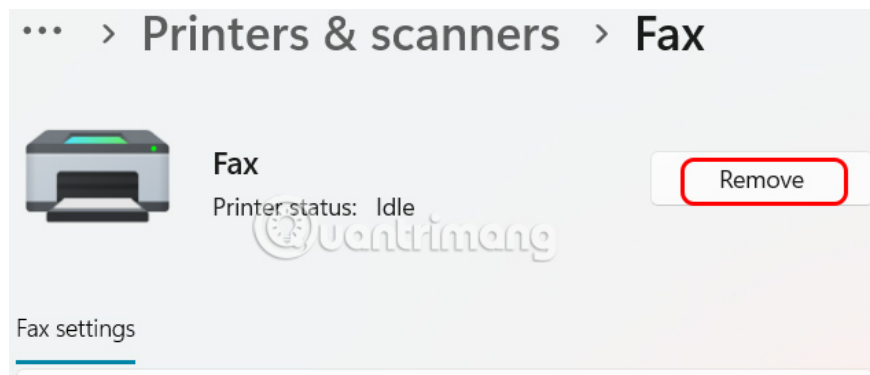 ... > Printers & scanners > Fax
Fax
Remove
Printer status: Idle
Quantrimang
Fax settings